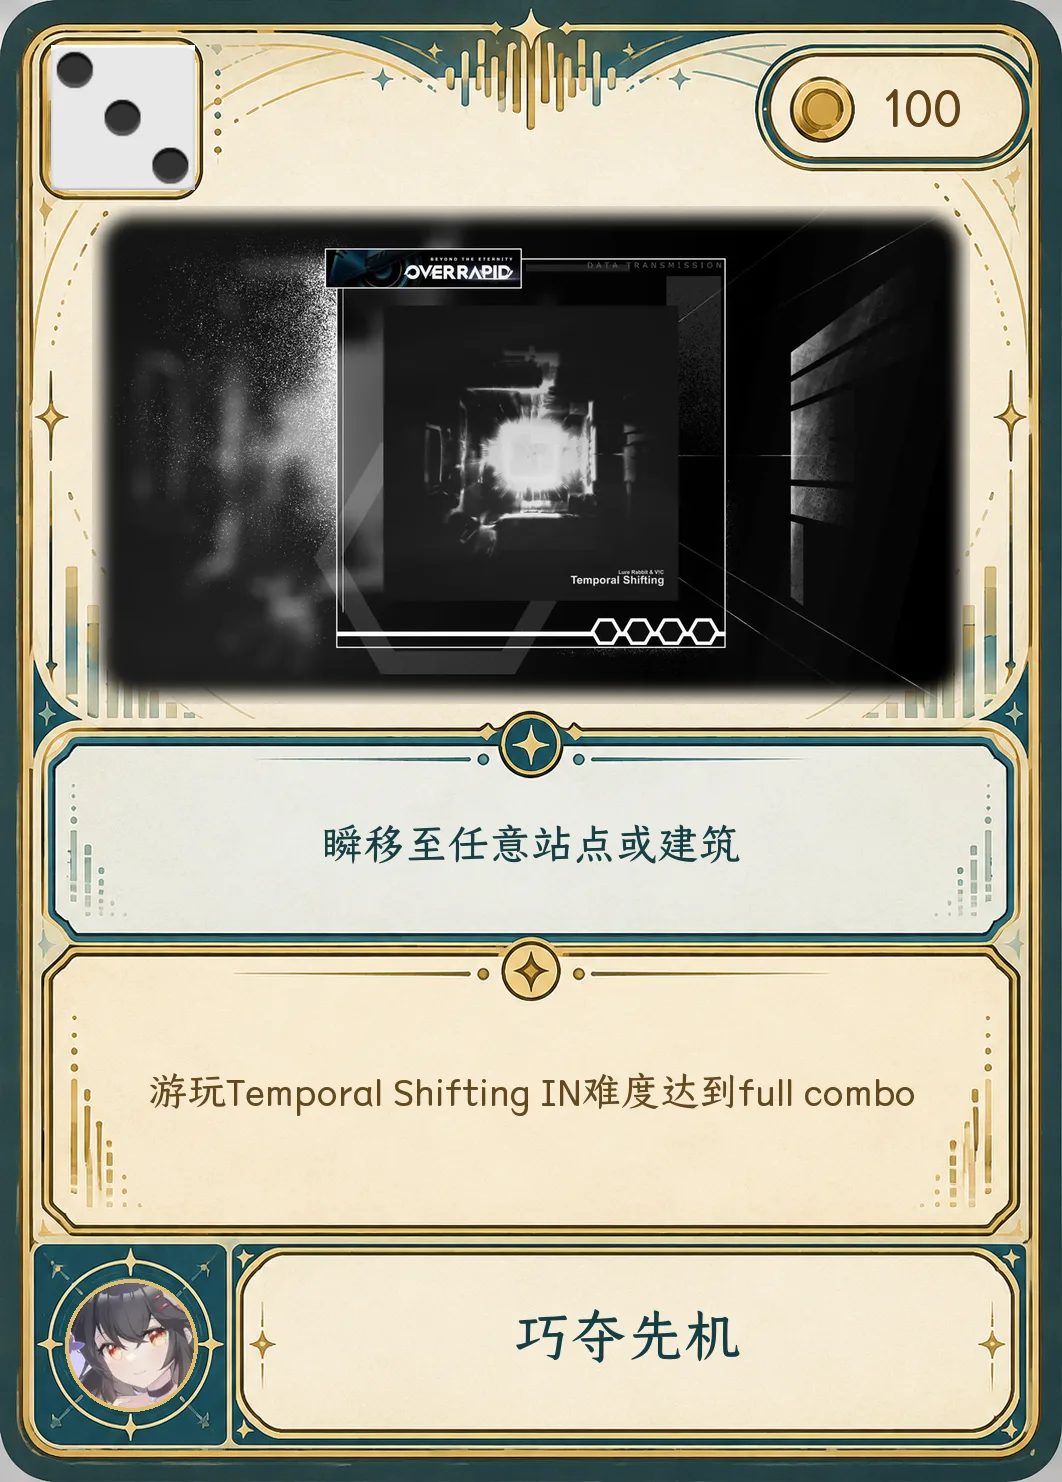 100
BEYOND THE ETERNITY
OVERRAPID
DATA TRANSMISSION
Lure Rabbit & V!C
Temporal Shifting
瞬移至任意站点或建筑
游玩Temporal Shifting IN难度达到full combo
巧夺先机